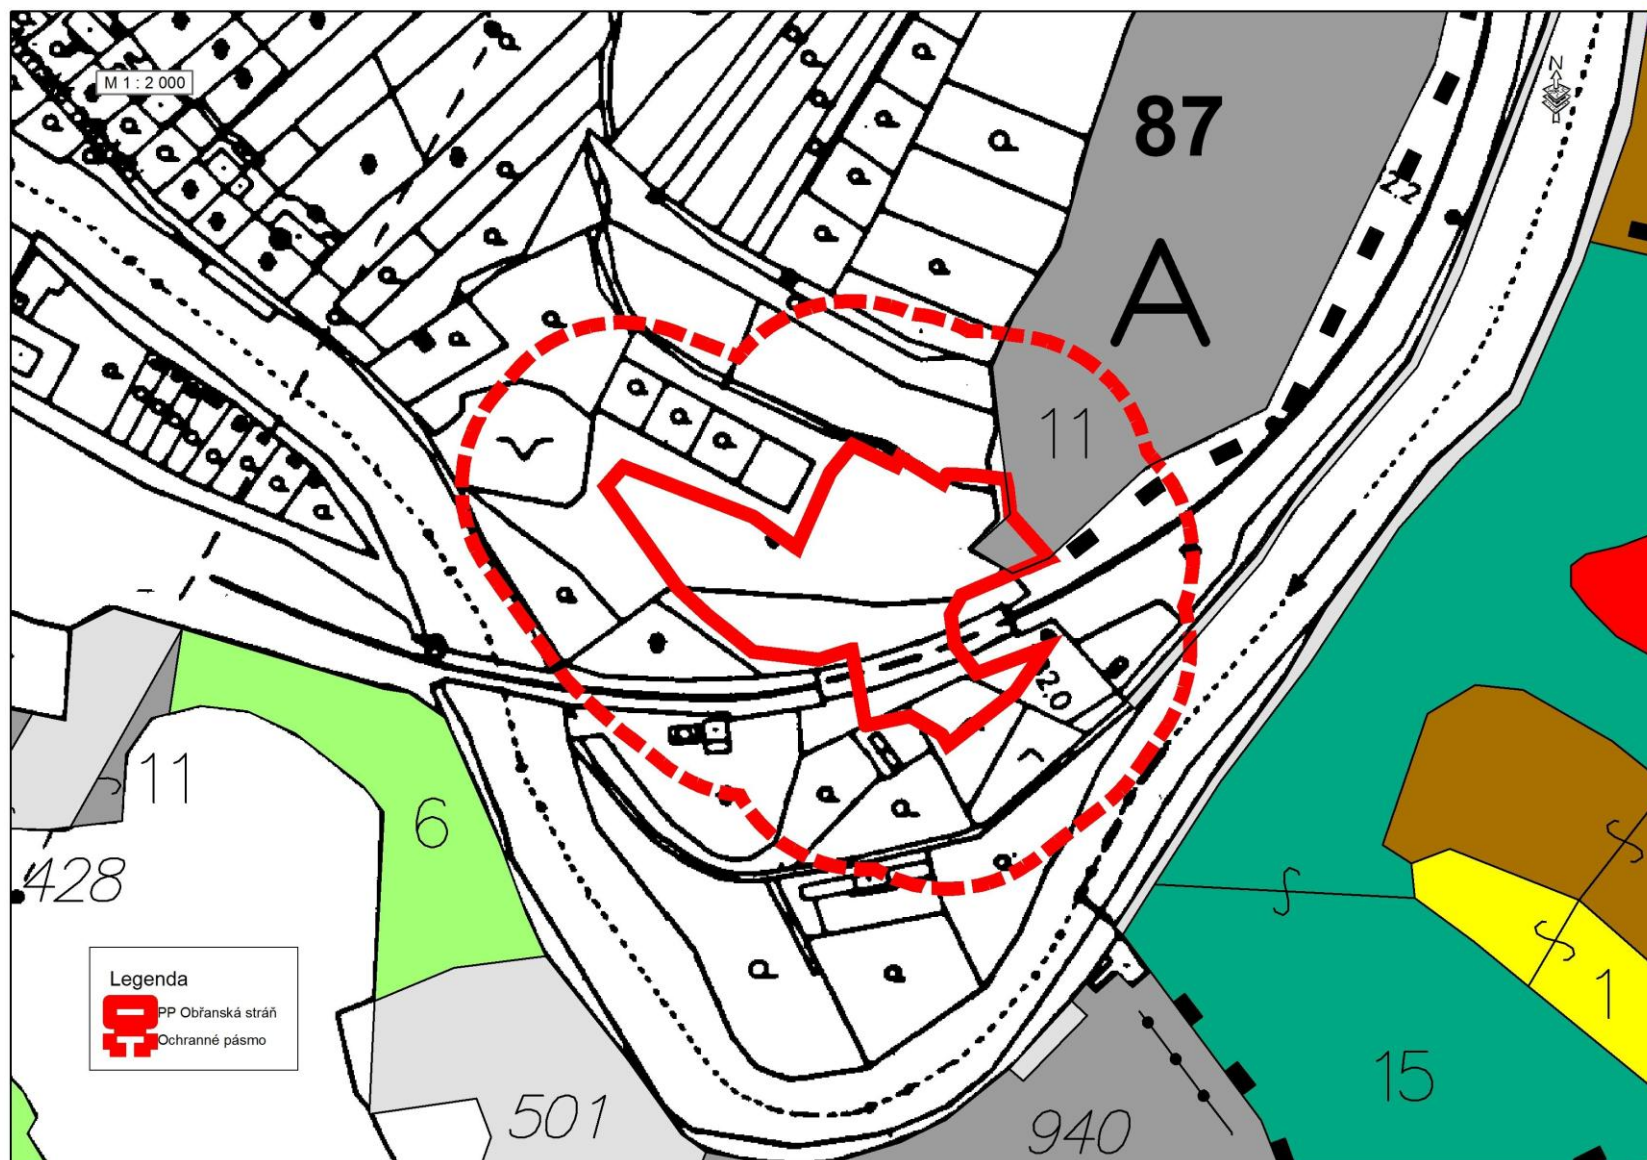 M 1 : 2 000
N
87
2.2
A
11
2.0
11
6
428
1
Legenda
PP Obřanská stráň
Ochranné pásmo
15
501
940